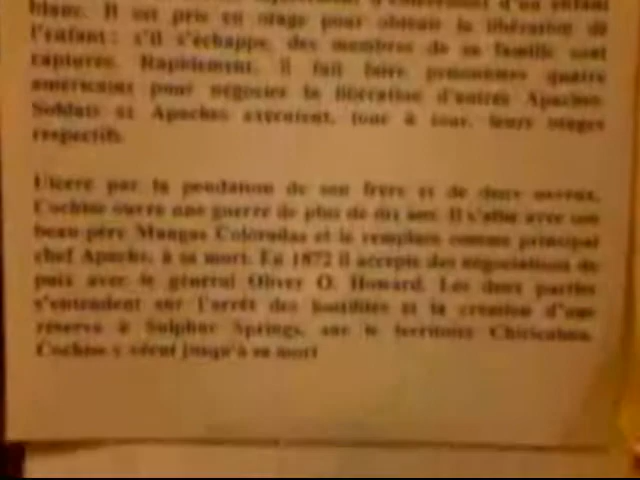 d'un enfant
blanc. Il est pris en otage pour obtenir la libération de
l'enfant : s'il s'échappe, des membres de sa famille sont
capturés. Rapidement, il fait faire prisonniers quatre
américains pour négocier la libération d'autres Apaches.
Soldats et Apaches exécutent, tour à tour, leurs otages
respectifs.
Ulcéré par la pendaison de son frère et de deux neveux,
Cochise ouvre une guerre de plus de dix ans. Il s'allie avec son
beau-père Mangas Coloradas et le remplace comme principal
chef Apache, à sa mort. En 1872 il accepte des négociations de
paix avec le général Oliver O. Howard. Les deux parties
s'entendent sur l'arrêt des hostilités et la création d'une
réserve à Sulphur Springs, sur le territoire Chiricahua.
Cochise y vécut jusqu'à sa mort